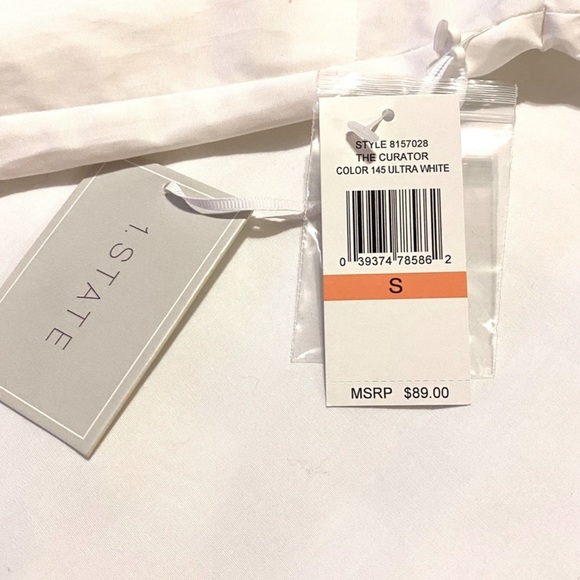 1.STATE
STYLE 8157028
THE CURATOR
COLOR 145 ULTRA WHITE
0 39374 78586 2
S
MSRP $89.00